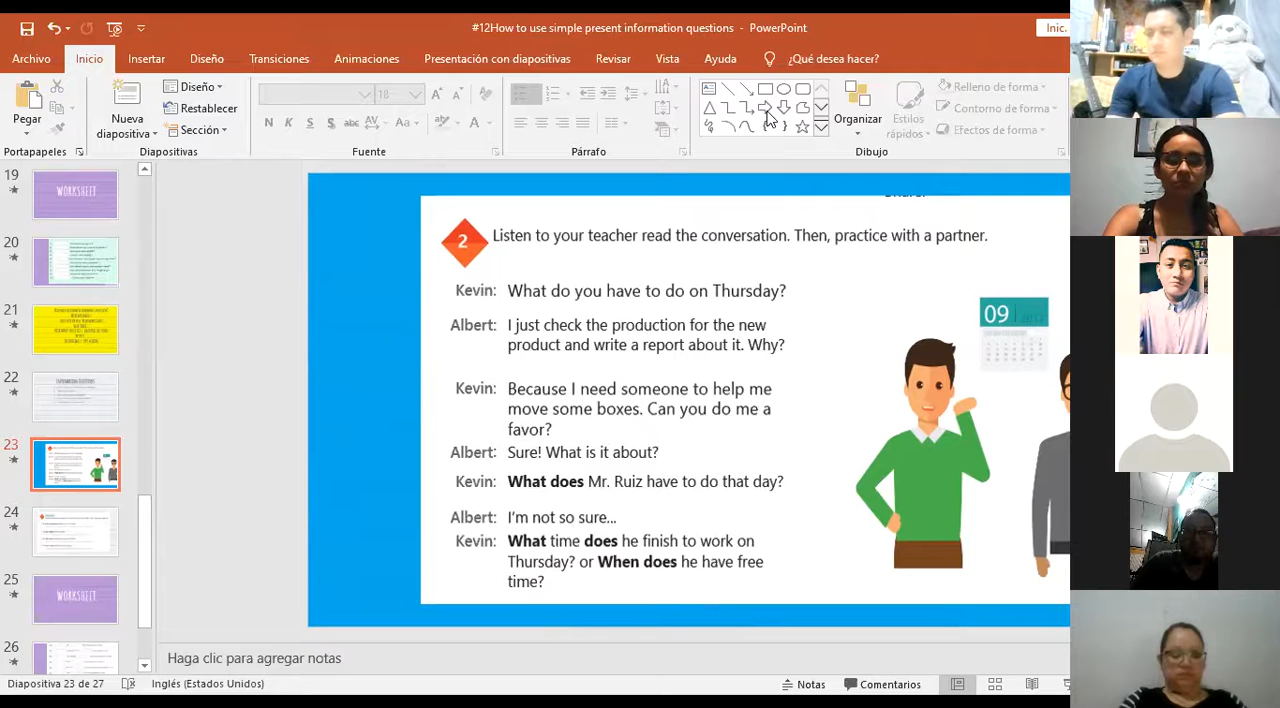 #12How to use simple present information questions - PowerPoint
Inic.
Archivo
Inicio
Insertar
Diseño
Transiciones
Animaciones
Presentación con diapositivas
Revisar
Vista
Ayuda
¿Qué desea hacer?
Pegar
Nueva
diapositiva
Diseño
Restablecer
Sección
18
N K S S abc AV Aa
Organizar
Estilos
rápidos
Relleno de forma
Contorno de forma
Efectos de forma
Portapapeles
Diapositivas
Fuente
Párrafo
Dibujo
19
WORKSHEET
20
21
22
23
24
25
WORKSHEET
26
2
Listen to your teacher read the conversation. Then, practice with a partner.
Kevin: What do you have to do on Thursday?
Albert: I just check the production for the new
product and write a report about it. Why?
Kevin: Because I need someone to help me
move some boxes. Can you do me a
favor?
Albert: Sure! What is it about?
Kevin: What does Mr. Ruiz have to do that day?
Albert: I'm not so sure...
Kevin: What time does he finish to work on
Thursday? or When does he have free
time?
09
Haga clic para agregar notas
Diapositiva 23 de 27
Inglés (Estados Unidos)
Notas
Comentarios